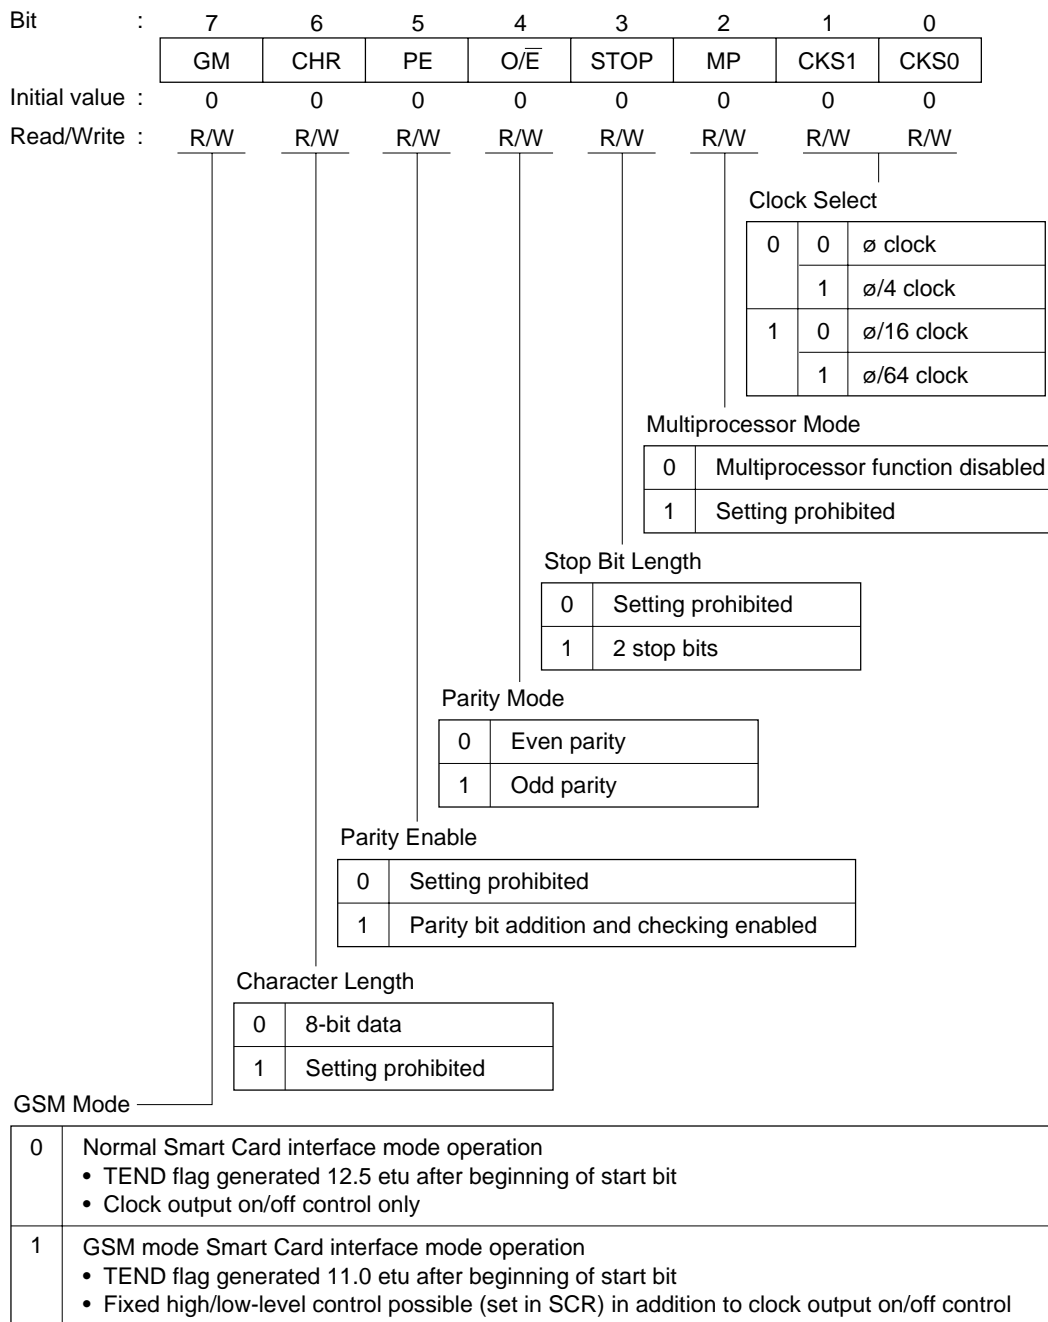 Bit : 7 6 5 4 3 2 1 0
GM CHR PE O/E̅ STOP MP CKS1 CKS0
Initial value : 0 0 0 0 0 0 0 0
Read/Write : R/W R/W R/W R/W R/W R/W R/W R/W
Clock Select
0 0 ø clock
1 ø/4 clock
1 0 ø/16 clock
1 ø/64 clock
Multiprocessor Mode
0 Multiprocessor function disabled
1 Setting prohibited
Stop Bit Length
0 Setting prohibited
1 2 stop bits
Parity Mode
0 Even parity
1 Odd parity
Parity Enable
0 Setting prohibited
1 Parity bit addition and checking enabled
Character Length
0 8-bit data
1 Setting prohibited
GSM Mode
0 Normal Smart Card interface mode operation
• TEND flag generated 12.5 etu after beginning of start bit
• Clock output on/off control only
1 GSM mode Smart Card interface mode operation
• TEND flag generated 11.0 etu after beginning of start bit
• Fixed high/low-level control possible (set in SCR) in addition to clock output on/off control